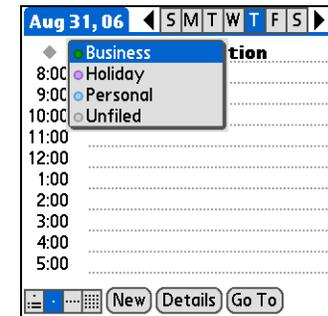 Aug 31, 06 S M T W T F S
Business tion
8:00 Holiday
9:00 Personal
10:00 Unfiled
11:00
12:00
1:00
2:00
3:00
4:00
5:00
New Details Go To